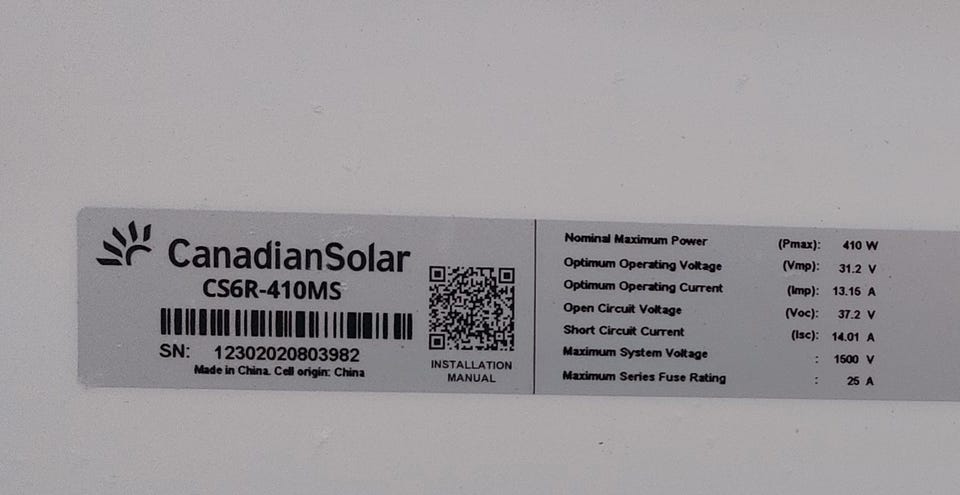 CanadianSolar
CS6R-410MS
SN: 12302020803982
Made in China. Cell origin: China
INSTALLATION
MANUAL
Nominal Maximum Power (Pmax): 410 W
Optimum Operating Voltage (Vmp): 31.2 V
Optimum Operating Current (Imp): 13.15 A
Open Circuit Voltage (Voc): 37.2 V
Short Circuit Current (Isc): 14.01 A
Maximum System Voltage : 1500 V
Maximum Series Fuse Rating : 25 A